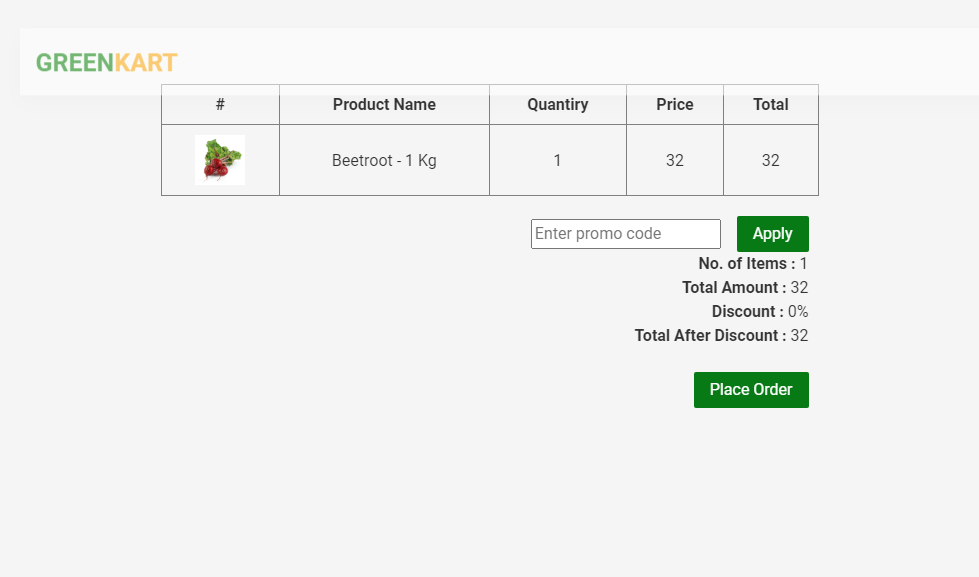 GREENKART
# Product Name Quantiry Price Total
Beetroot - 1 Kg 1 32 32
Enter promo code Apply
No. of Items : 1
Total Amount : 32
Discount : 0%
Total After Discount : 32
Place Order